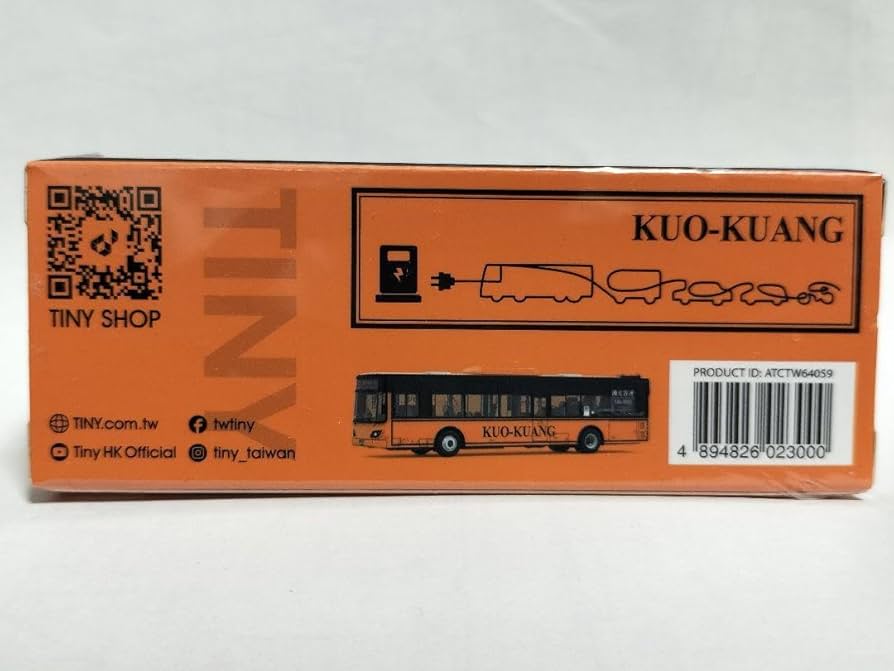 TINY SHOP
TINY
TINY.com.tw
twtiny
Tiny HK Official
tiny_taiwan
KUO-KUANG
KUO-KUANG
PRODUCT ID: ATCTW64059
4 894826 023000